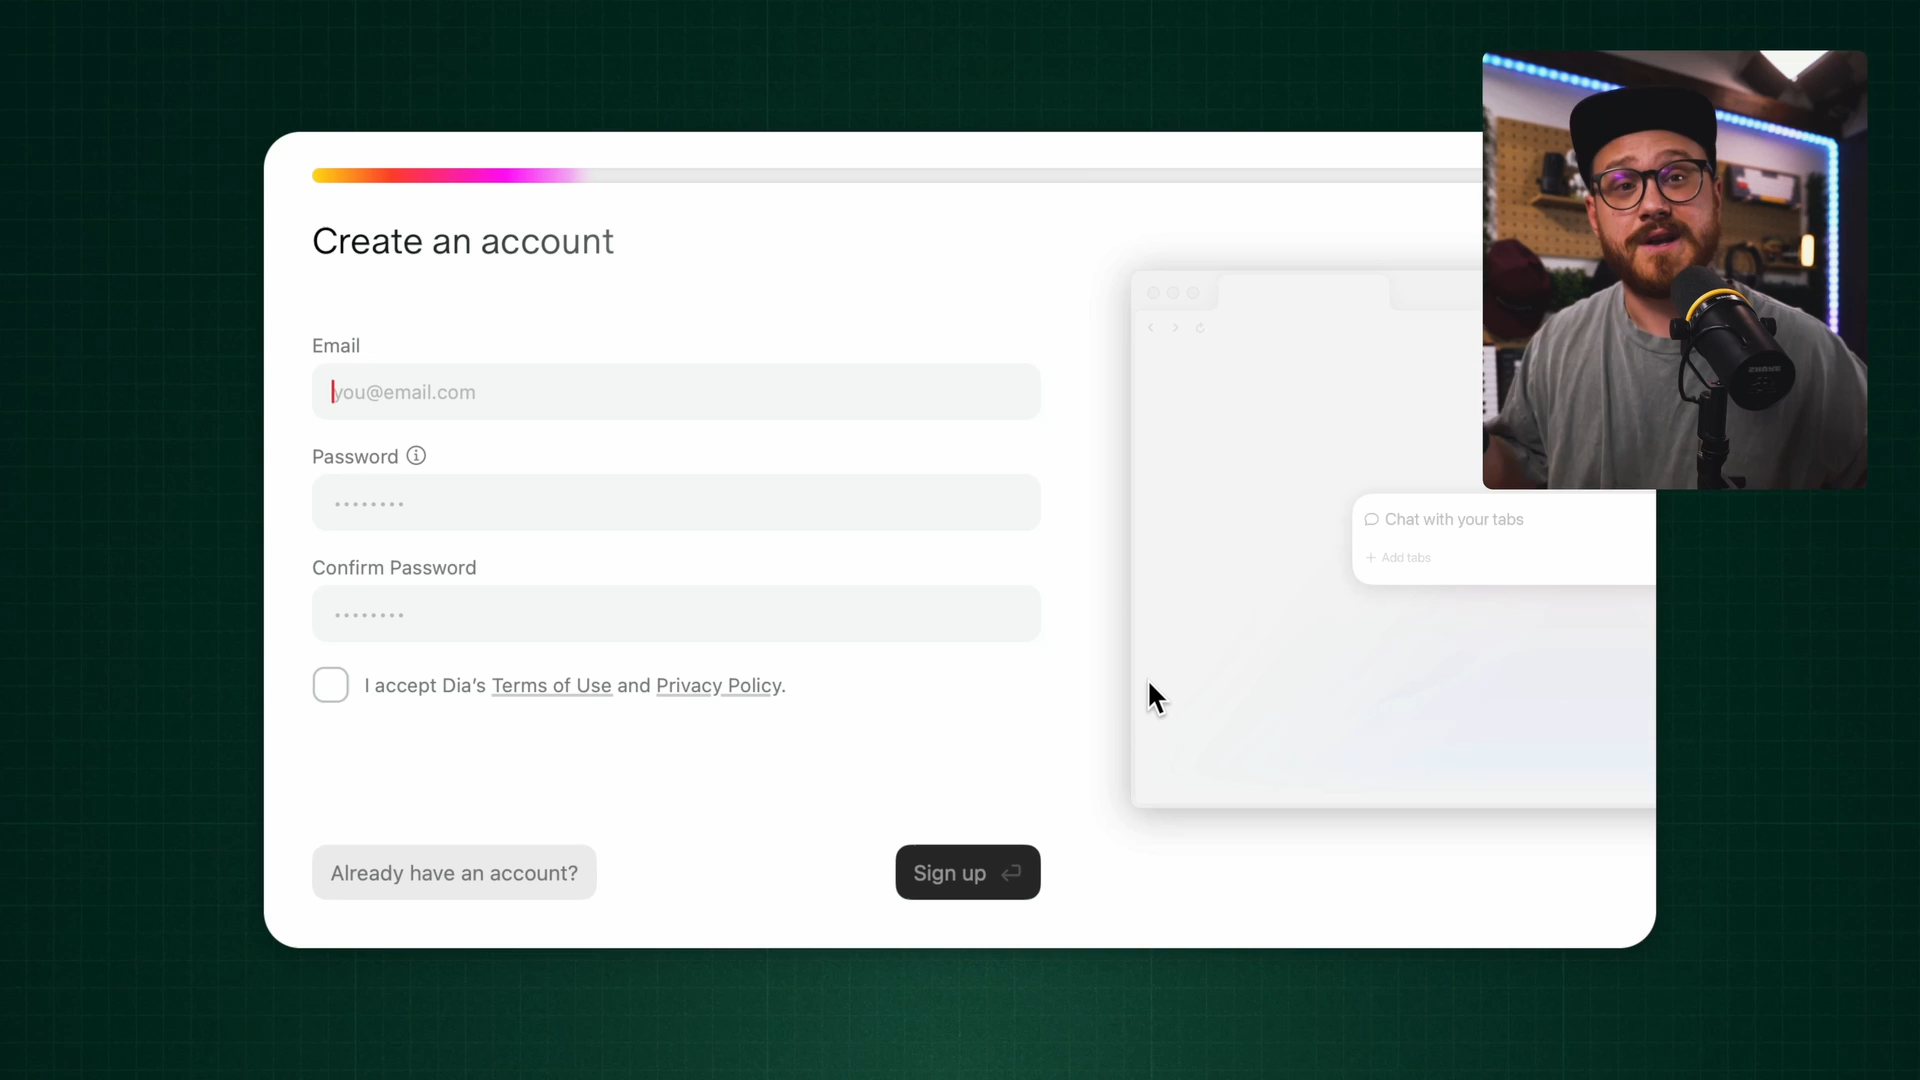 Create an account
Email
you@email.com
Password
Confirm Password
I accept Dia’s Terms of Use and Privacy Policy.
Already have an account?
Sign up
Chat with your tabs
+ Add tabs